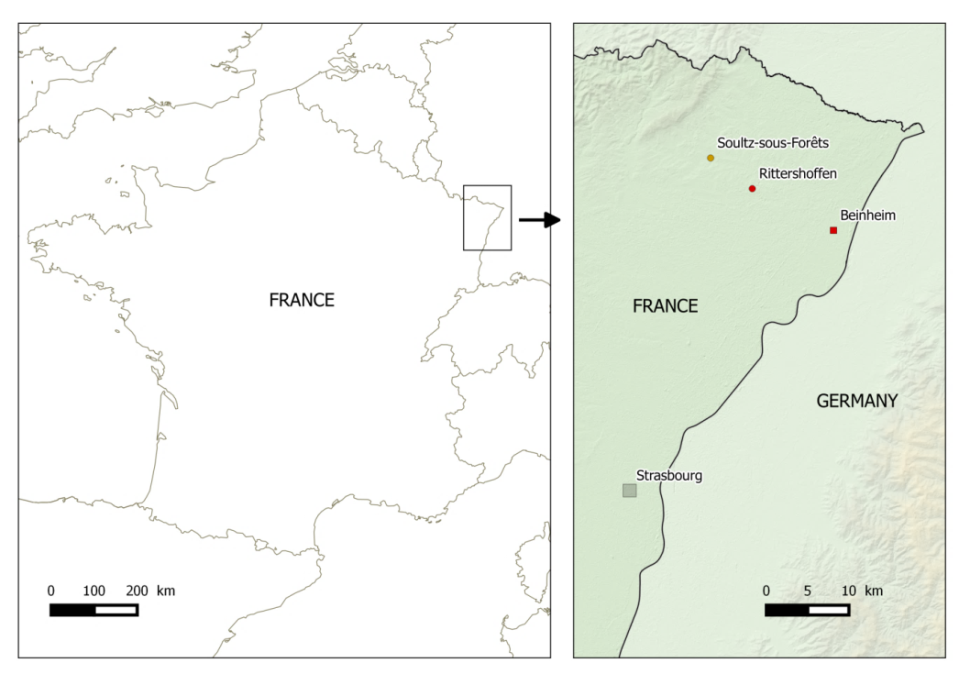 FRANCE
0 100 200 km
Soultz-sous-Forêts
Rittershoffen
Beinheim
FRANCE
GERMANY
Strasbourg
0 5 10 km